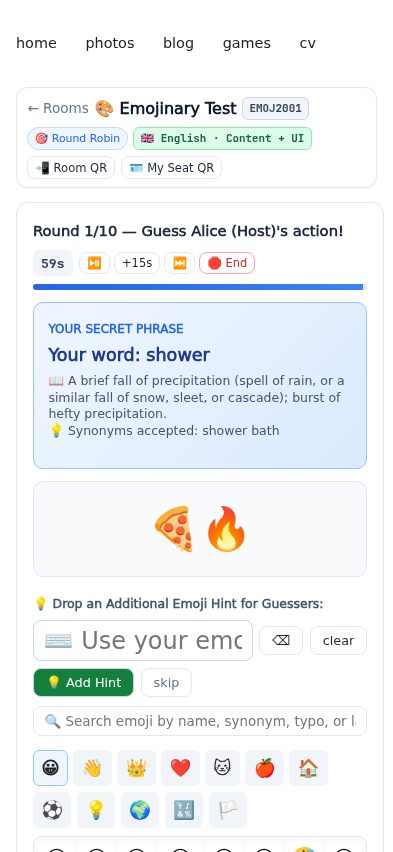 home photos blog games cv
← Rooms 🎨 Emojinary Test EMOJ2001
🎯 Round Robin 🇬🇧 English · Content + UI
📲 Room QR 🪪 My Seat QR
Round 1/10 — Guess Alice (Host)'s action!
59s ⏯️ +15s ⏭️ 🛑 End
YOUR SECRET PHRASE
Your word: shower
📖 A brief fall of precipitation (spell of rain, or a
similar fall of snow, sleet, or cascade); burst of
hefty precipitation.
💡 Synonyms accepted: shower bath
💡 Drop an Additional Emoji Hint for Guessers:
⌨️ Use your emo ⌫ clear
💡 Add Hint skip
🔍 Search emoji by name, synonym, typo, or l